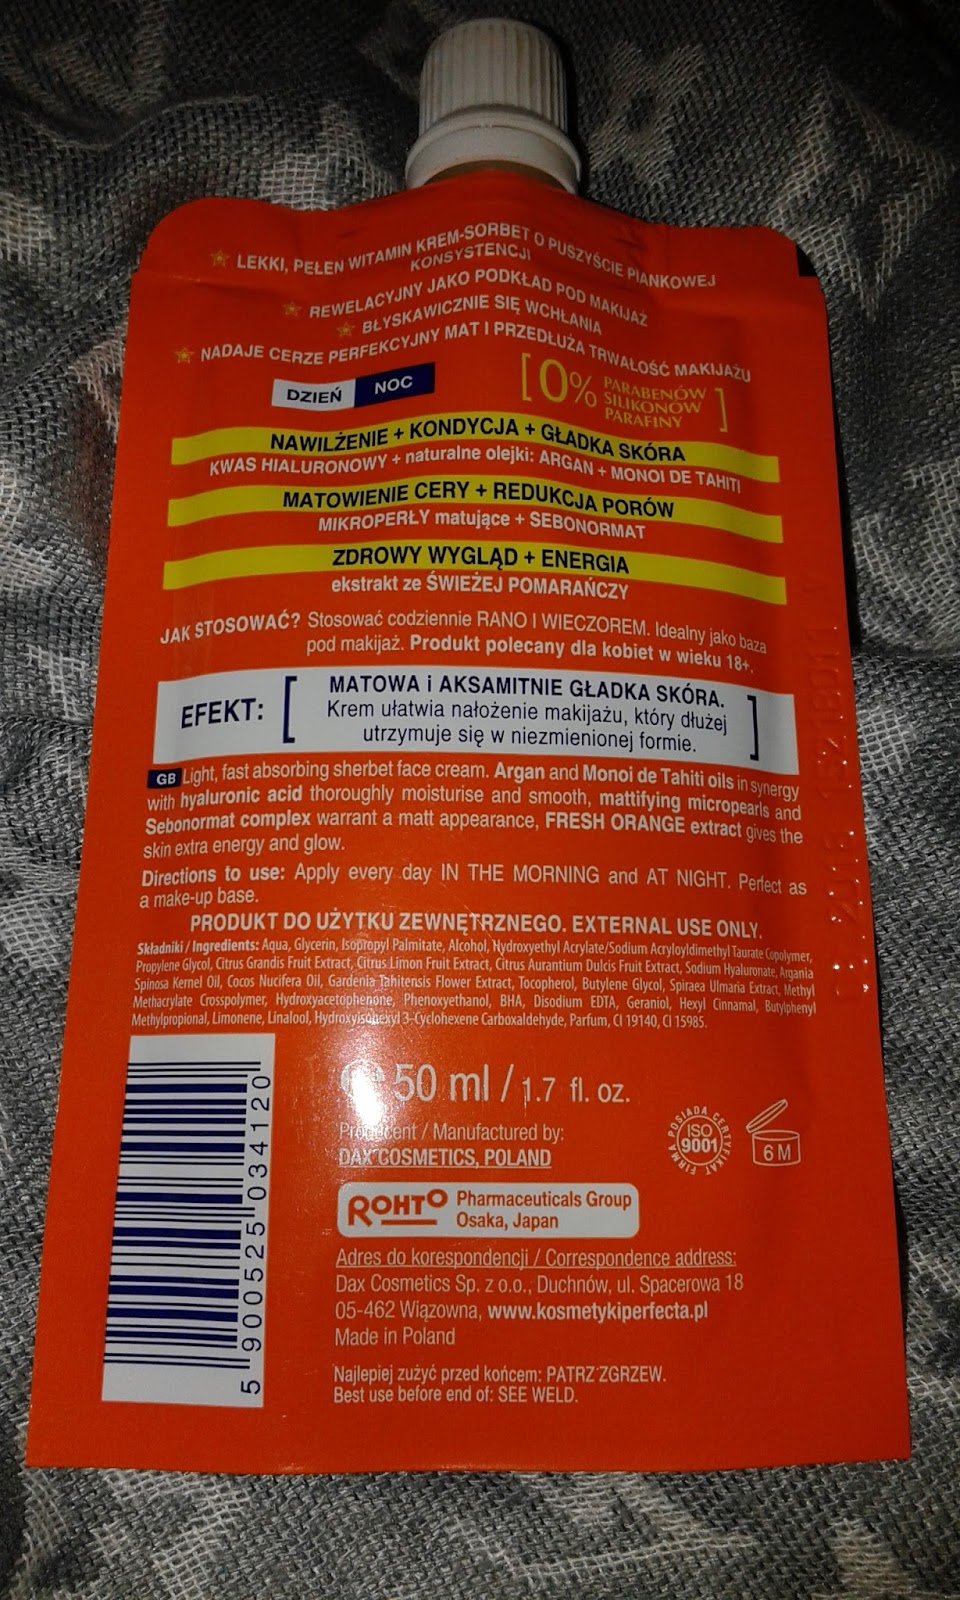 LEKKI, PEŁEN WITAMIN KREM-SORBET O PUSZYŚCIE PIANKOWEJ
KONSYSTENCJI
REWELACYJNY JAKO PODKŁAD POD MAKIJAŻ
BŁYSKAWICZNIE SIĘ WCHŁANIA
NADAJE CERZE PERFEKCYJNY MAT I PRZEDŁUŻA TRWAŁOŚĆ MAKIJAŻU
DZIEŃ NOC
[0% PARABENÓW
SILIKONÓW
PARAFINY]
NAWILŻENIE + KONDYCJA + GŁADKA SKÓRA
KWAS HIALURONOWY + naturalne olejki: ARGAN + MONOI DE TAHITI
MATOWIENIE CERY + REDUKCJA PORÓW
MIKROPERŁY matujące + SEBONORMAT
ZDROWY WYGLĄD + ENERGIA
ekstrakt ze ŚWIEŻEJ POMARAŃCZY
JAK STOSOWAĆ? Stosować codziennie RANO I WIECZOREM. Idealny jako baza
pod makijaż. Produkt polecany dla kobiet w wieku 18+.
EFEKT: [MATOWA i AKSAMITNIE GŁADKA SKÓRA.
Krem ułatwia nałożenie makijażu, który dłużej
utrzymuje się w niezmienionej formie.]
GB Light, fast absorbing sherbet face cream. Argan and Monoi de Tahiti oils in synergy
with hyaluronic acid thoroughly moisturise and smooth, mattifying micropearls and
Sebonormat complex warrant a matt appearance, FRESH ORANGE extract gives the
skin extra energy and glow.
Directions to use: Apply every day IN THE MORNING and AT NIGHT. Perfect as
a make-up base.
PRODUKT DO UŻYTKU ZEWNĘTRZNEGO. EXTERNAL USE ONLY.
Składniki / Ingredients: Aqua, Glycerin, Isopropyl Palmitate, Alcohol, Hydroxyethyl Acrylate/Sodium Acryloyldimethyl Taurate Copolymer,
Propylene Glycol, Citrus Grandis Fruit Extract, Citrus Limon Fruit Extract, Citrus Aurantium Dulcis Fruit Extract, Sodium Hyaluronate, Argania
Spinosa Kernel Oil, Cocos Nucifera Oil, Gardenia Tahitensis Flower Extract, Tocopherol, Butylene Glycol, Spiraea Ulmaria Extract, Methyl
Methacrylate Crosspolymer, Hydroxyacetophenone, Phenoxyethanol, BHA, Disodium EDTA, Geraniol, Hexyl Cinnamal, Butylphenyl
Methylpropional, Limonene, Linalool, Hydroxyisohexyl 3-Cyclohexene Carboxaldehyde, Parfum, CI 19140, CI 15985.
50 ml / 1.7 fl. oz.
Producent / Manufactured by:
DAX COSMETICS, POLAND
FIRMA POSIADA CERTYFIKAT
ISO
9001
6 M
ROHTO Pharmaceuticals Group
Osaka, Japan
Adres do korespondencji / Correspondence address:
Dax Cosmetics Sp. z o.o., Duchnów, ul. Spacerowa 18
05-462 Wiązowna, www.kosmetykiperfecta.pl
Made in Poland
Najlepiej zużyć przed końcem: PATRZ ZGRZEW.
Best use before end of: SEE WELD.
5 900525 034120